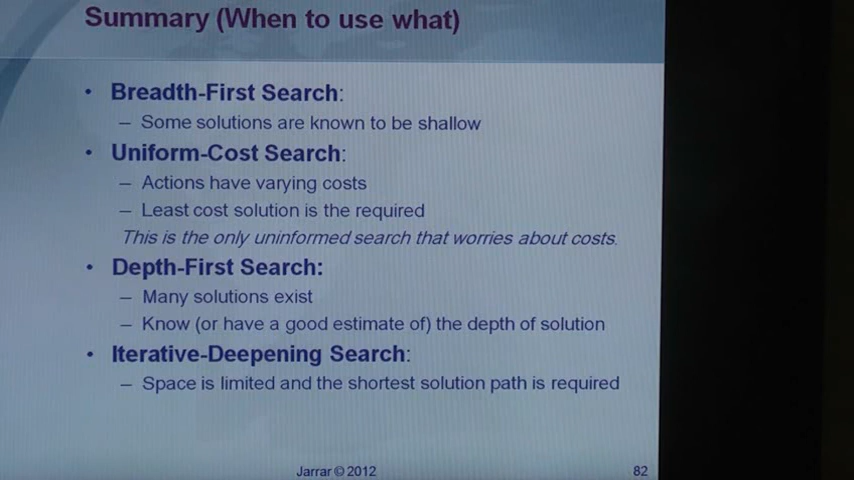 Summary (When to use what)
• Breadth-First Search:
– Some solutions are known to be shallow
• Uniform-Cost Search:
– Actions have varying costs
– Least cost solution is the required
This is the only uninformed search that worries about costs.
• Depth-First Search:
– Many solutions exist
– Know (or have a good estimate of) the depth of solution
• Iterative-Deepening Search:
– Space is limited and the shortest solution path is required
Jarrar © 2012
82